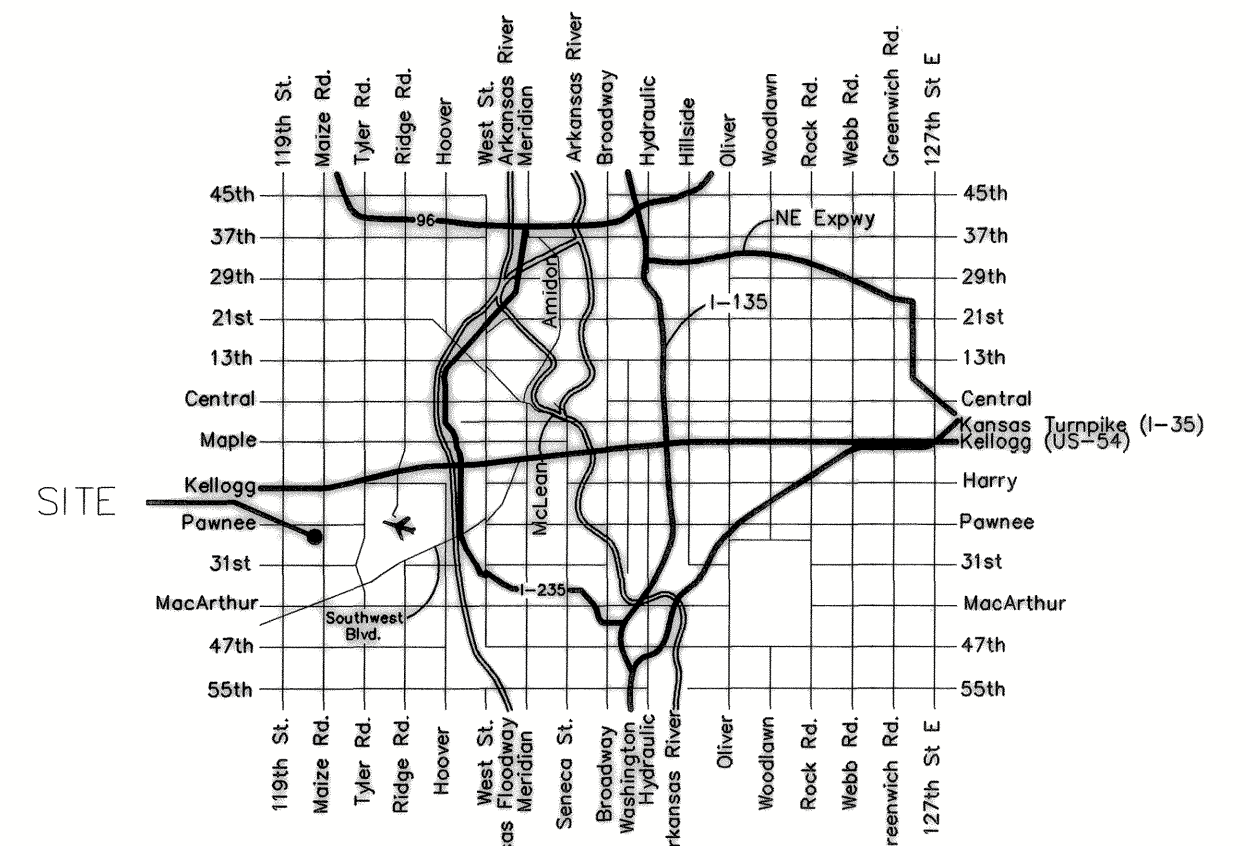 119th St.
Maize Rd.
Tyler Rd.
Ridge Rd.
Hoover
West St.
Arkansas River
Meridian
Arkansas River
Broadway
Hydraulic
Hillside
Oliver
Woodlawn
Rock Rd.
Webb Rd.
Greenwich Rd.
127th St E
45th
37th
29th
21st
13th
Central
Maple
Kellogg
Pawnee
31st
MacArthur
47th
55th
SITE
96
NE Expwy
Amidon
I-135
McLean
I-235
Southwest
Blvd.
45th
37th
29th
21st
13th
Central
Kansas Turnpike (I-35)
Kellogg (US-54)
Harry
Pawnee
31st
MacArthur
47th
55th
119th St.
Maize Rd.
Tyler Rd.
Ridge Rd.
Hoover
West St.
as Floodway
Meridian
Seneca St.
Broadway
Washington
Hydraulic
rkansas River
Oliver
Woodlawn
Rock Rd.
Webb Rd.
reenwich Rd.
127th St E